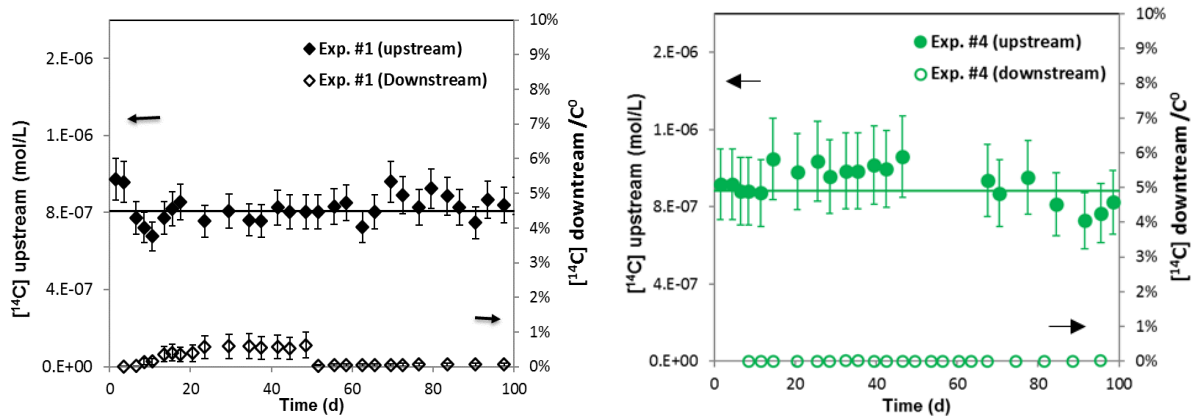 10%
9%
8%
7%
6%
5%
4%
3%
2%
1%
0%
[¹⁴C] downtream /C⁰
2.E-06
1.E-06
8.E-07
4.E-07
0.E+00
[¹⁴C] upstream (mol/L)
Exp. #1 (upstream)
Exp. #1 (Downstream)
0 20 40 60 80 100
Time (d)
10%
9%
8%
7%
6%
5%
4%
3%
2%
1%
0%
[¹⁴C] downtream /C⁰
2.E-06
1.E-06
8.E-07
4.E-07
0.E+00
[¹⁴C] upstream (mol/L)
Exp. #4 (upstream)
Exp. #4 (downstream)
0 20 40 60 80 100
Time (d)